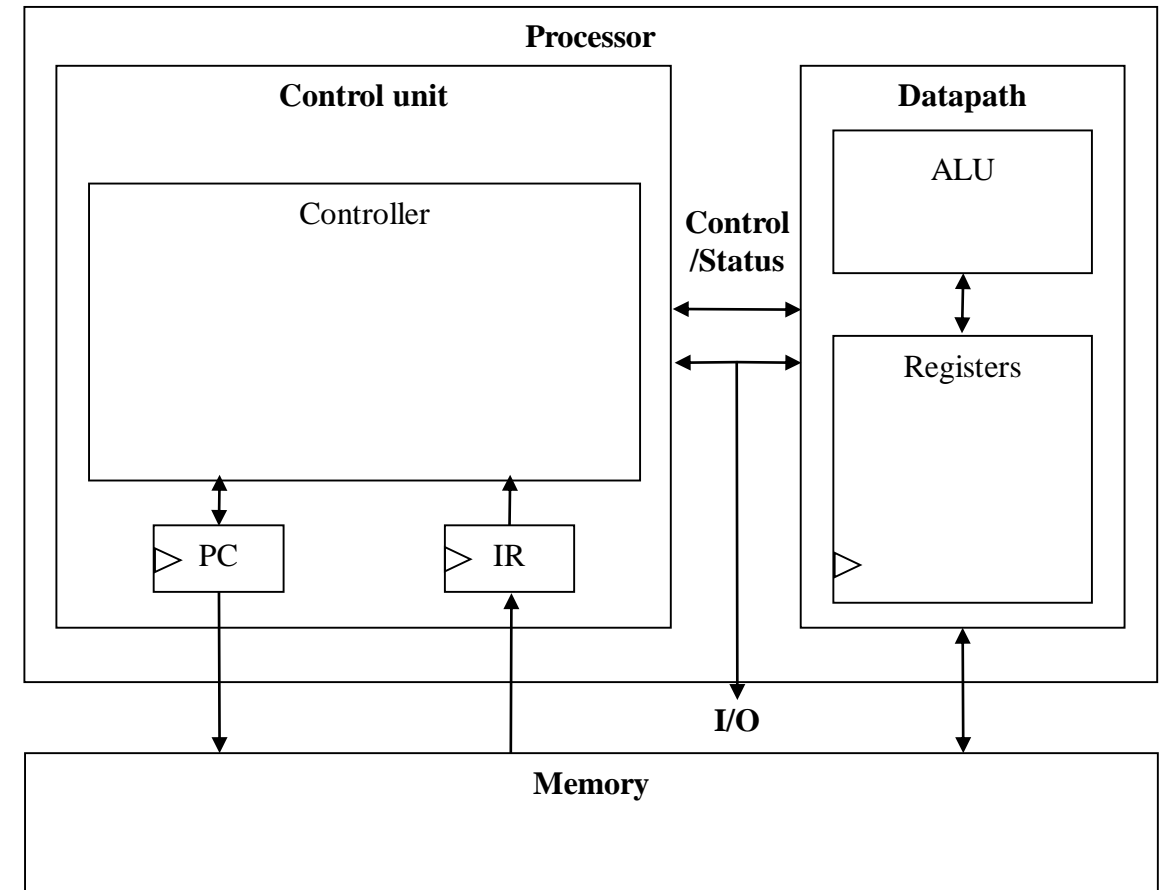 Processor
Control unit
Datapath
ALU
Controller
Control
/Status
Registers
PC
IR
I/O
Memory